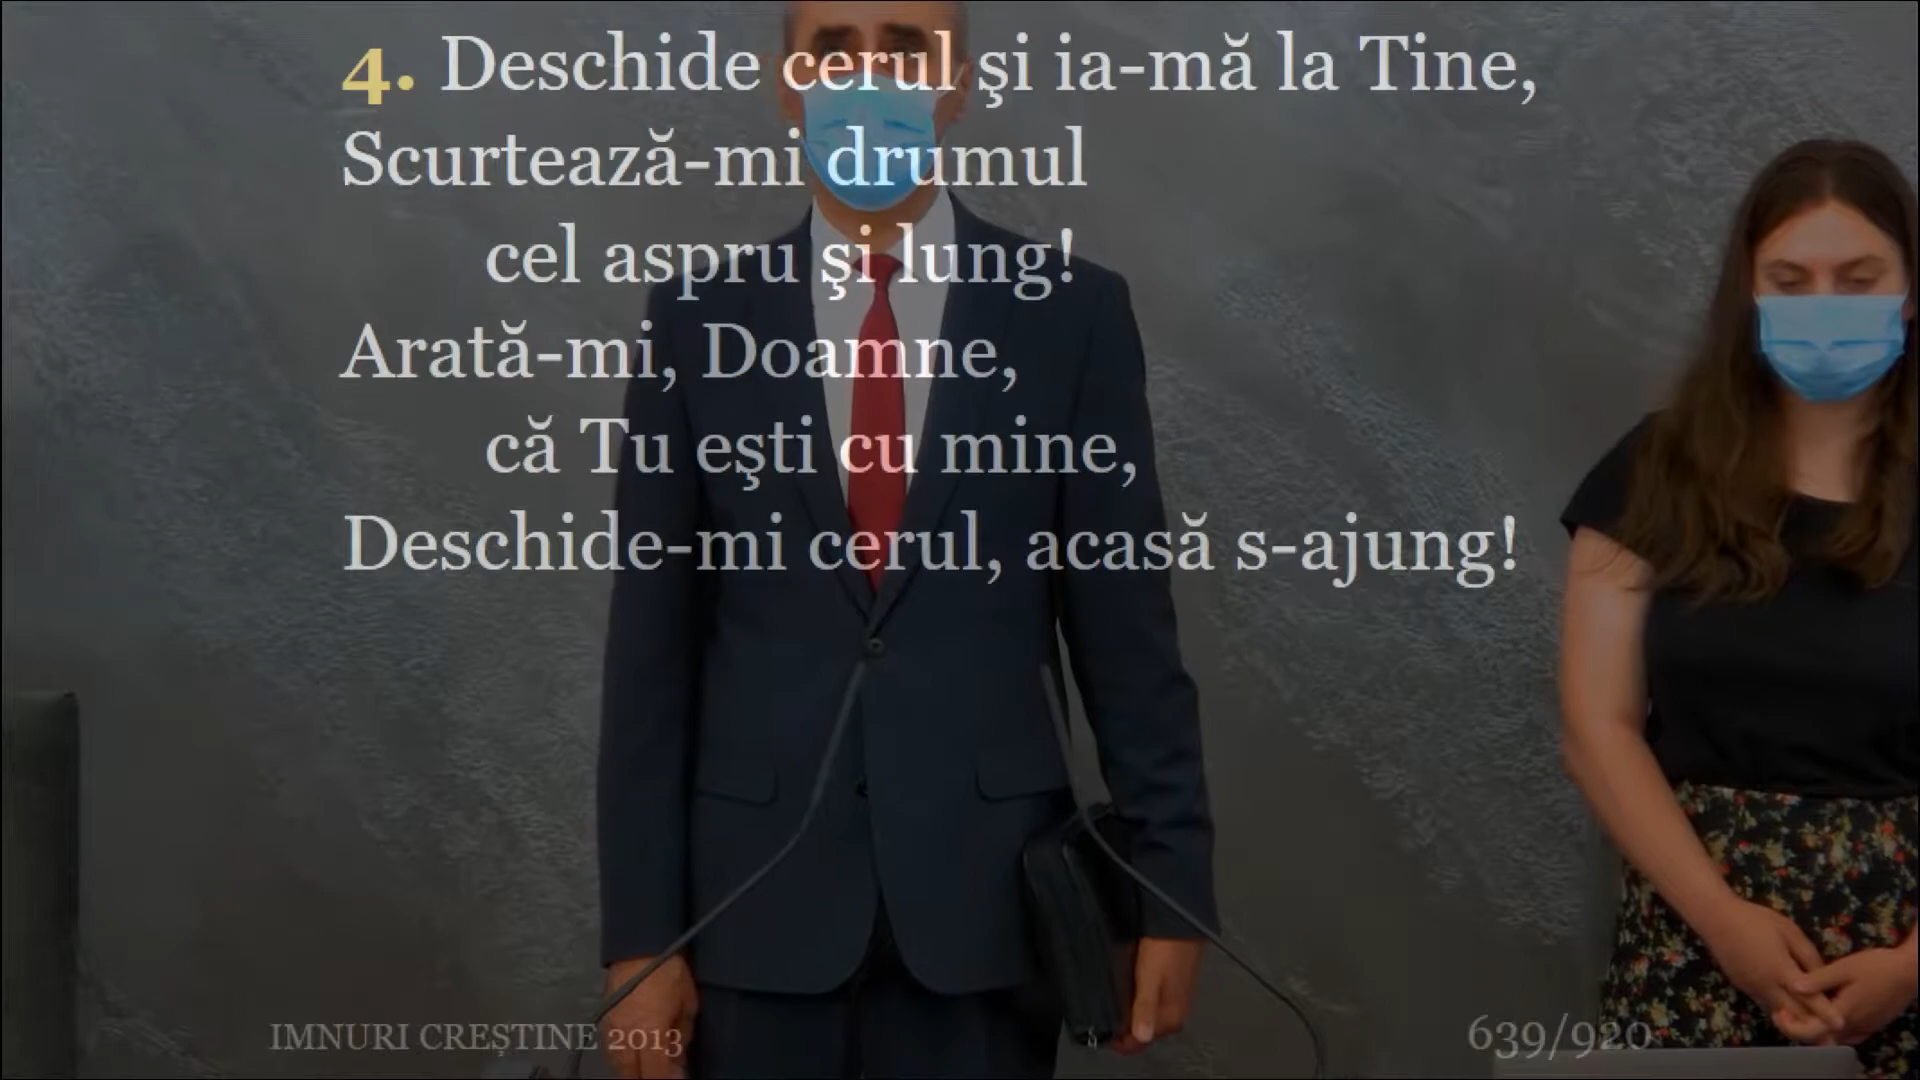 4. Deschide cerul şi ia-mă la Tine,
Scurtează-mi drumul
cel aspru şi lung!
Arată-mi, Doamne,
că Tu eşti cu mine,
Deschide-mi cerul, acasă s-ajung!
IMNURI CREȘTINE 2013
639/920